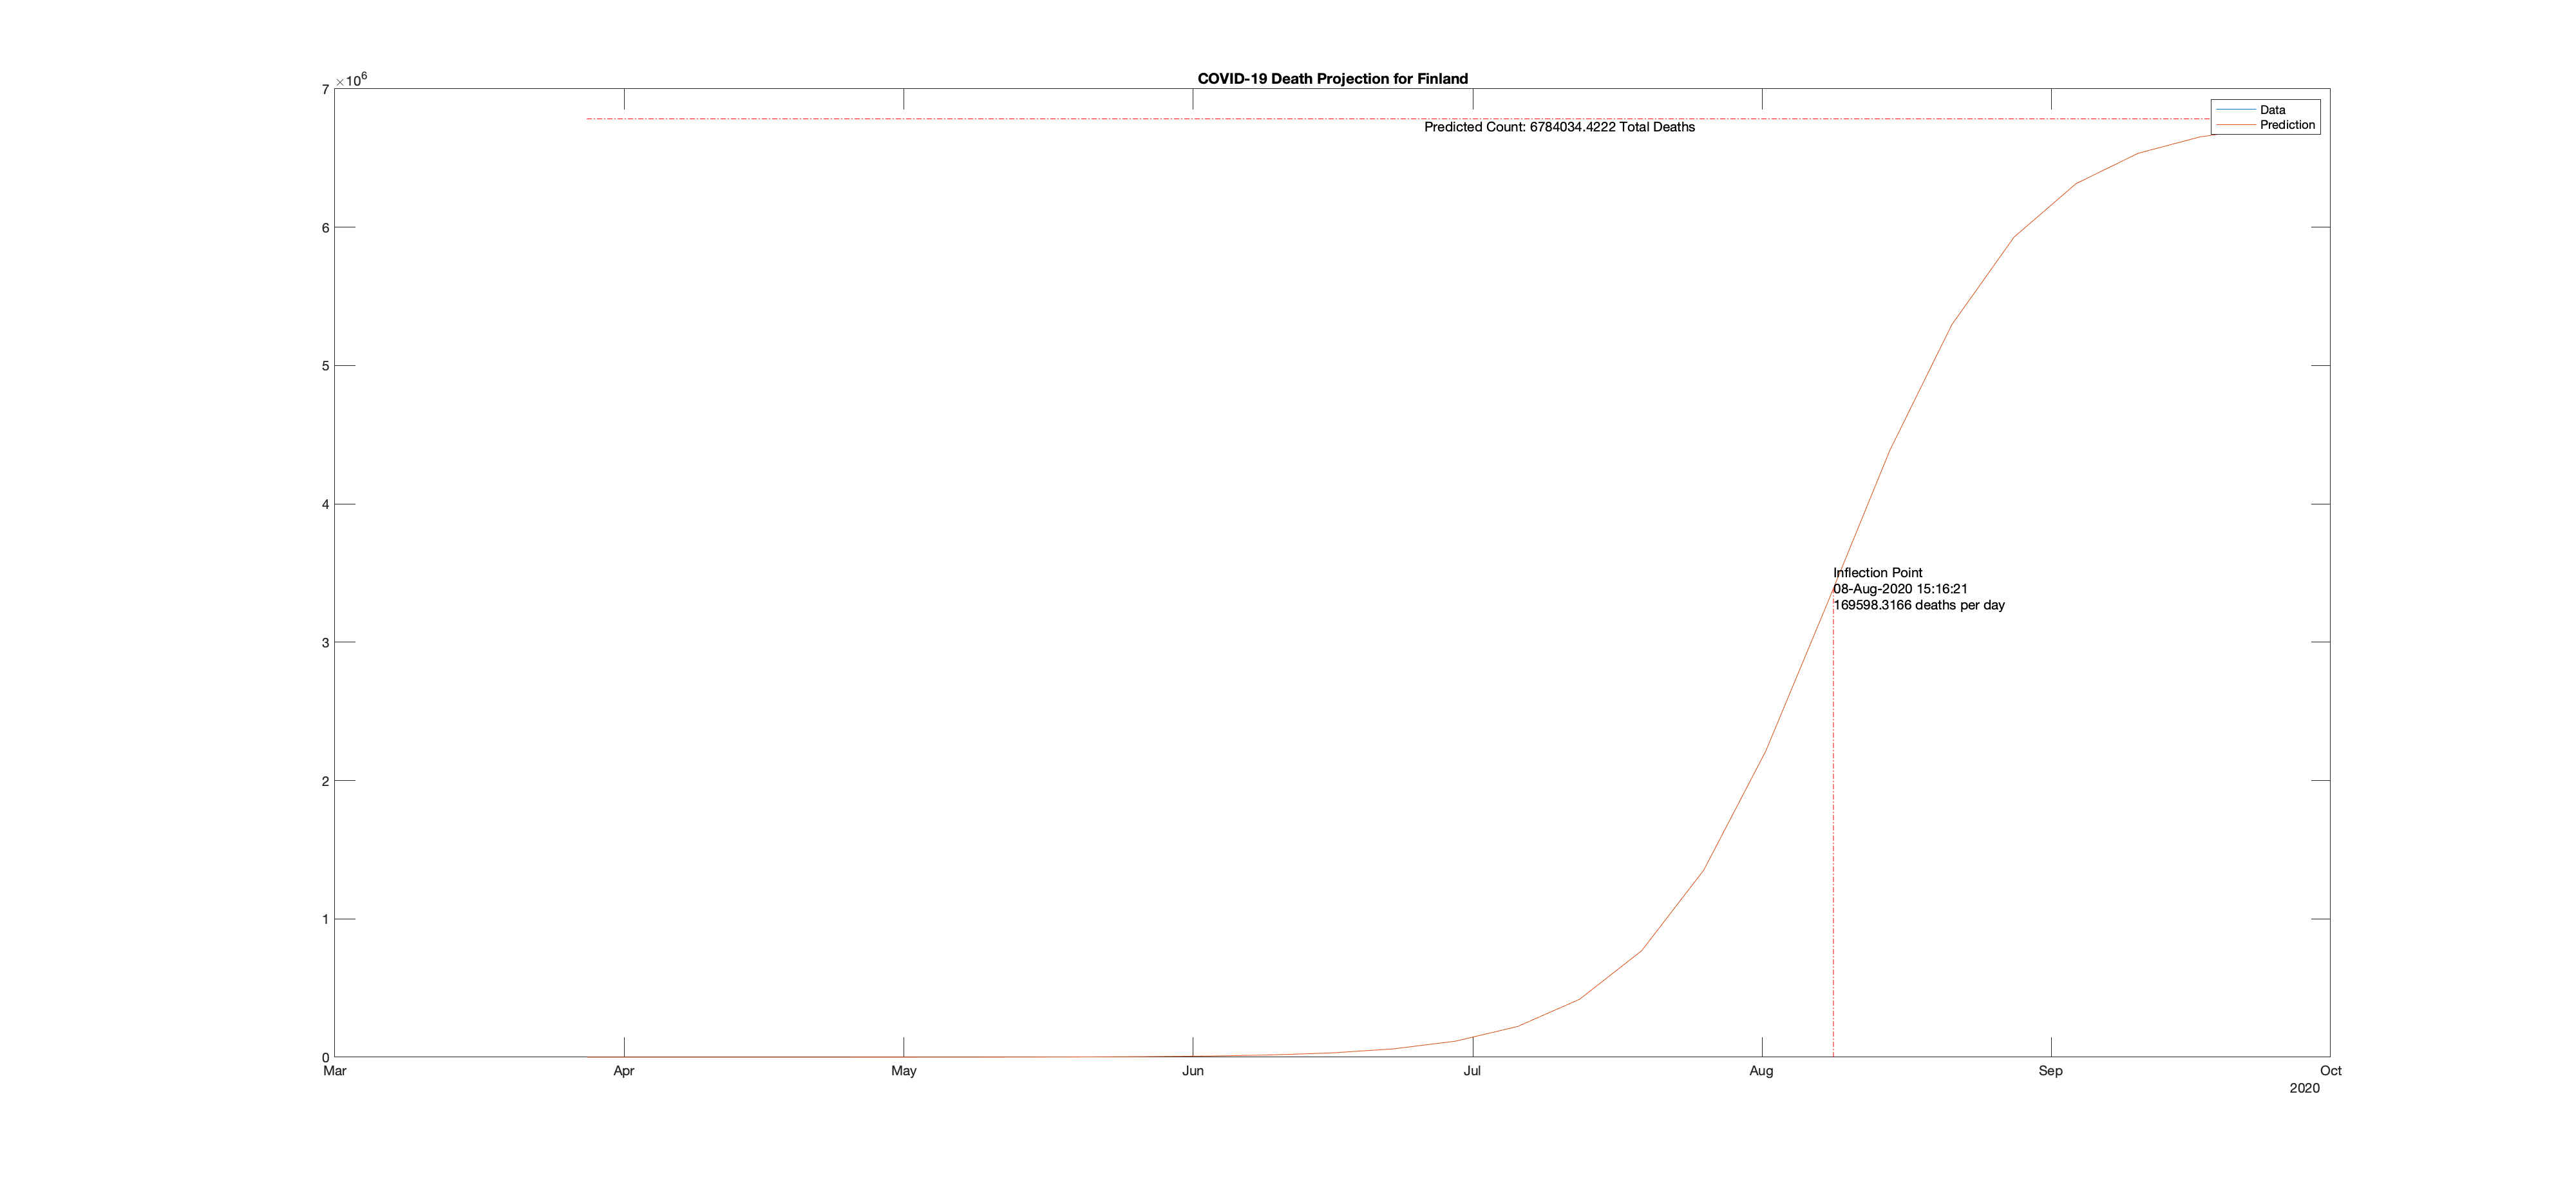 COVID-19 Death Projection for Finland
×10⁶
7
6
5
4
3
2
1
0
Data
Prediction
Predicted Count: 6784034.4222 Total Deaths
Inflection Point
08-Aug-2020 15:16:21
169598.3166 deaths per day
Mar Apr May Jun Jul Aug Sep Oct
2020